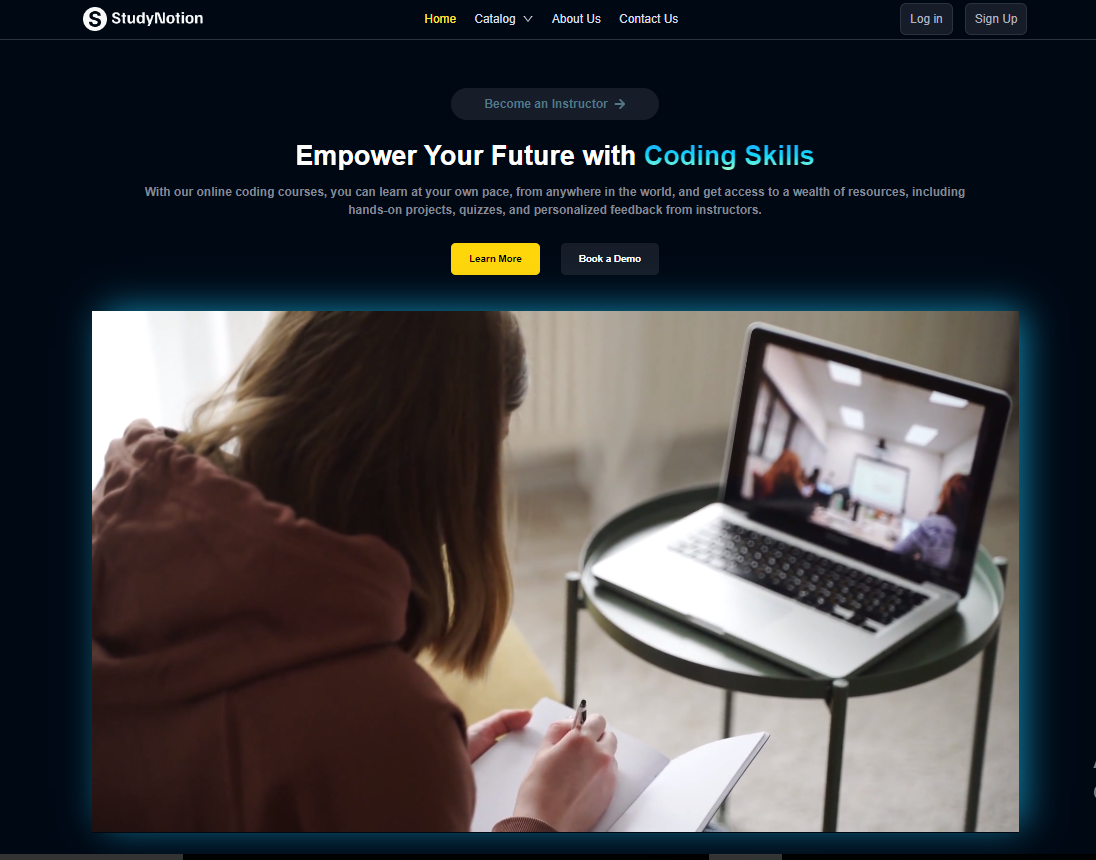 StudyNotion
Home
Catalog
About Us
Contact Us
Log in
Sign Up
Become an Instructor
Empower Your Future with Coding Skills
With our online coding courses, you can learn at your own pace, from anywhere in the world, and get access to a wealth of resources, including
hands-on projects, quizzes, and personalized feedback from instructors.
Learn More
Book a Demo